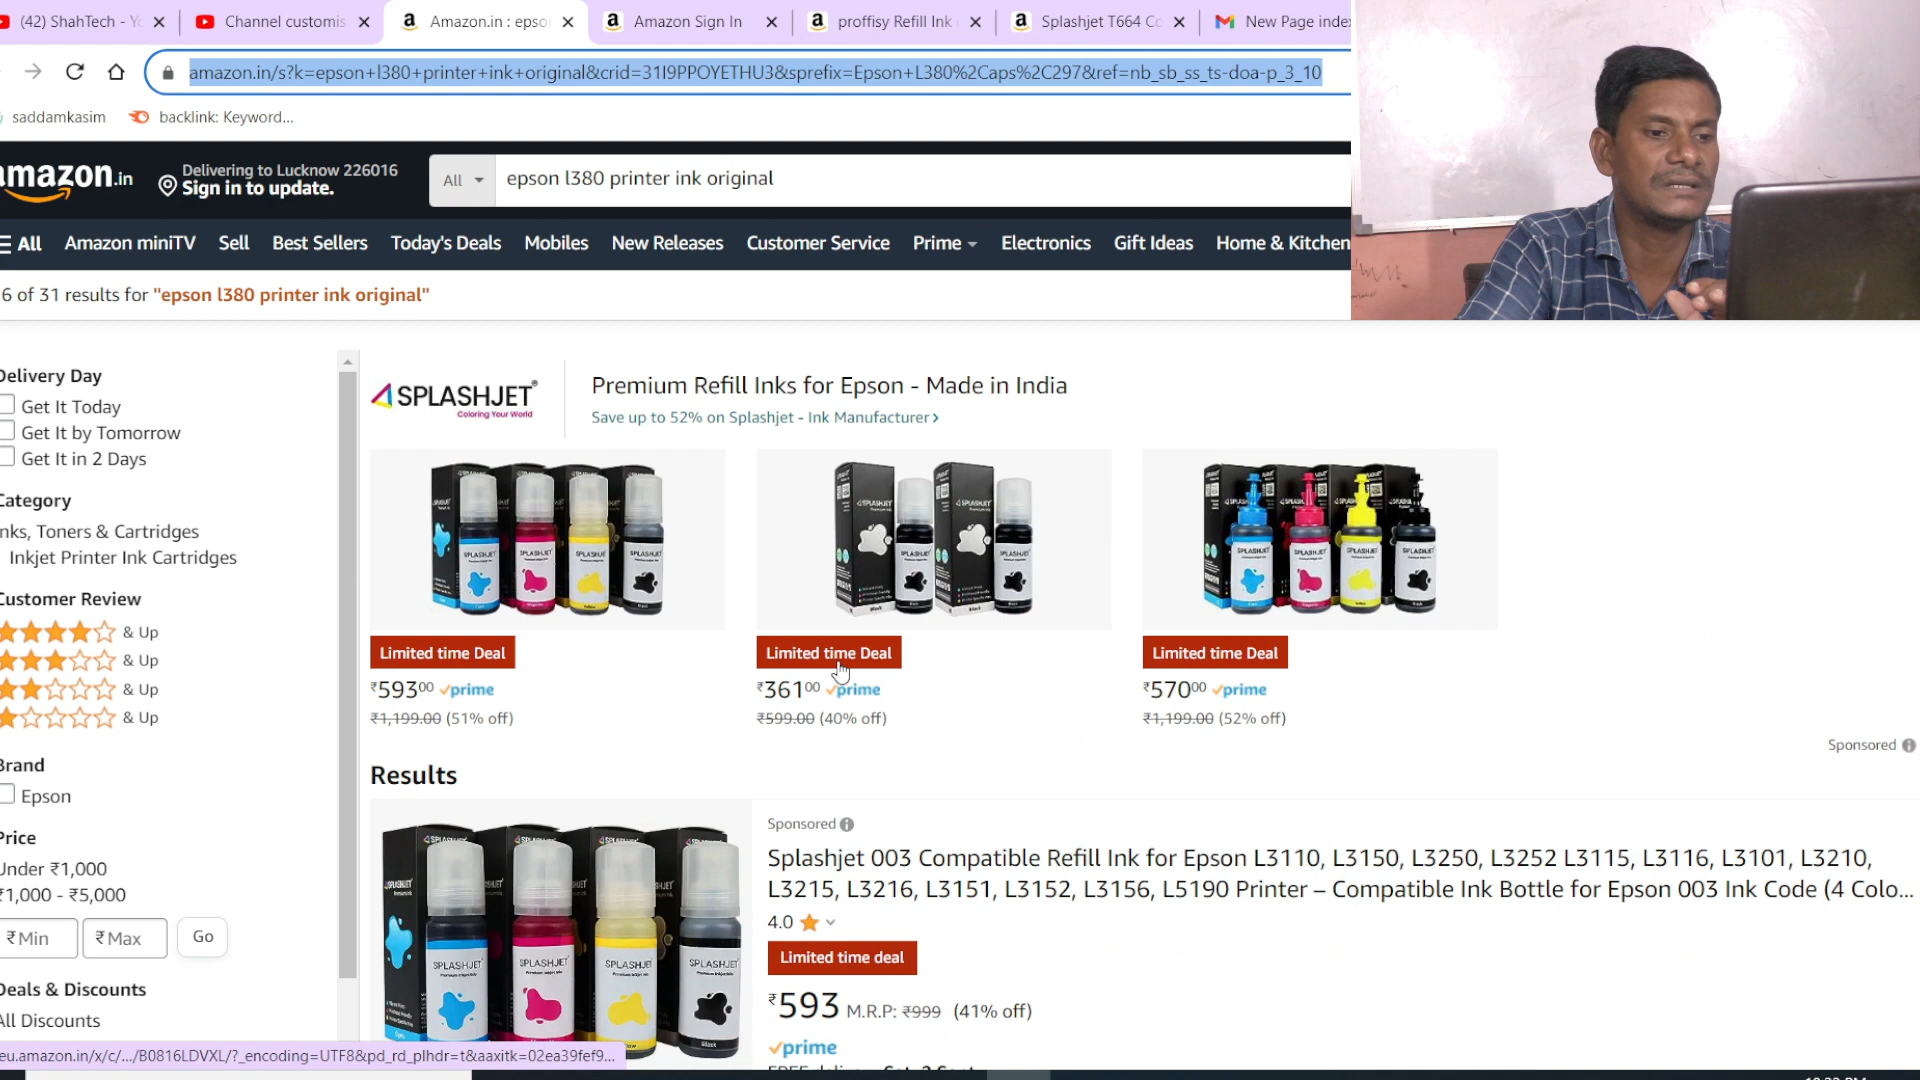 (42) ShahTech - Yo
Channel customis
Amazon.in : epso
Amazon Sign In
proffisy Refill Ink
Splashjet T664 Co
New Page index
amazon.in/s?k=epson+l380+printer+ink+original&crid=31I9PPOYETHU3&sprefix=Epson+L380%2Caps%2C297&ref=nb_sb_ss_ts-doa-p_3_10
saddamkasim
backlink: Keyword...
amazon.in
Delivering to Lucknow 226016
Sign in to update.
All
epson l380 printer ink original
All
Amazon miniTV
Sell
Best Sellers
Today's Deals
Mobiles
New Releases
Customer Service
Prime
Electronics
Gift Ideas
Home & Kitchen
6 of 31 results for "epson l380 printer ink original"
Delivery Day
Get It Today
Get It by Tomorrow
Get It in 2 Days
Category
Inks, Toners & Cartridges
Inkjet Printer Ink Cartridges
Customer Review
& Up
& Up
& Up
& Up
Brand
Epson
Price
Under ₹1,000
₹1,000 - ₹5,000
₹ Min
₹ Max
Go
Deals & Discounts
All Discounts
eu.amazon.in/x/c/.../B0816LDVXL/?_encoding=UTF8&pd_rd_plhdr=t&aaxitk=02ea39fef9...
SPLASHJET
Coloring Your World
Premium Refill Inks for Epson - Made in India
Save up to 52% on Splashjet - Ink Manufacturer ›
Limited time Deal
₹593⁰⁰ prime
₹1,199.00 (51% off)
Limited time Deal
₹361⁰⁰ prime
₹599.00 (40% off)
Limited time Deal
₹570⁰⁰ prime
₹1,199.00 (52% off)
Sponsored
Results
SPLASHJET
SPLASHJET
SPLASHJET
SPLASHJET
Sponsored
Splashjet 003 Compatible Refill Ink for Epson L3110, L3150, L3250, L3252 L3115, L3116, L3101, L3210,
L3215, L3216, L3151, L3152, L3156, L5190 Printer – Compatible Ink Bottle for Epson 003 Ink Code (4 Colo...
4.0
Limited time deal
₹593 M.R.P: ₹999 (41% off)
prime